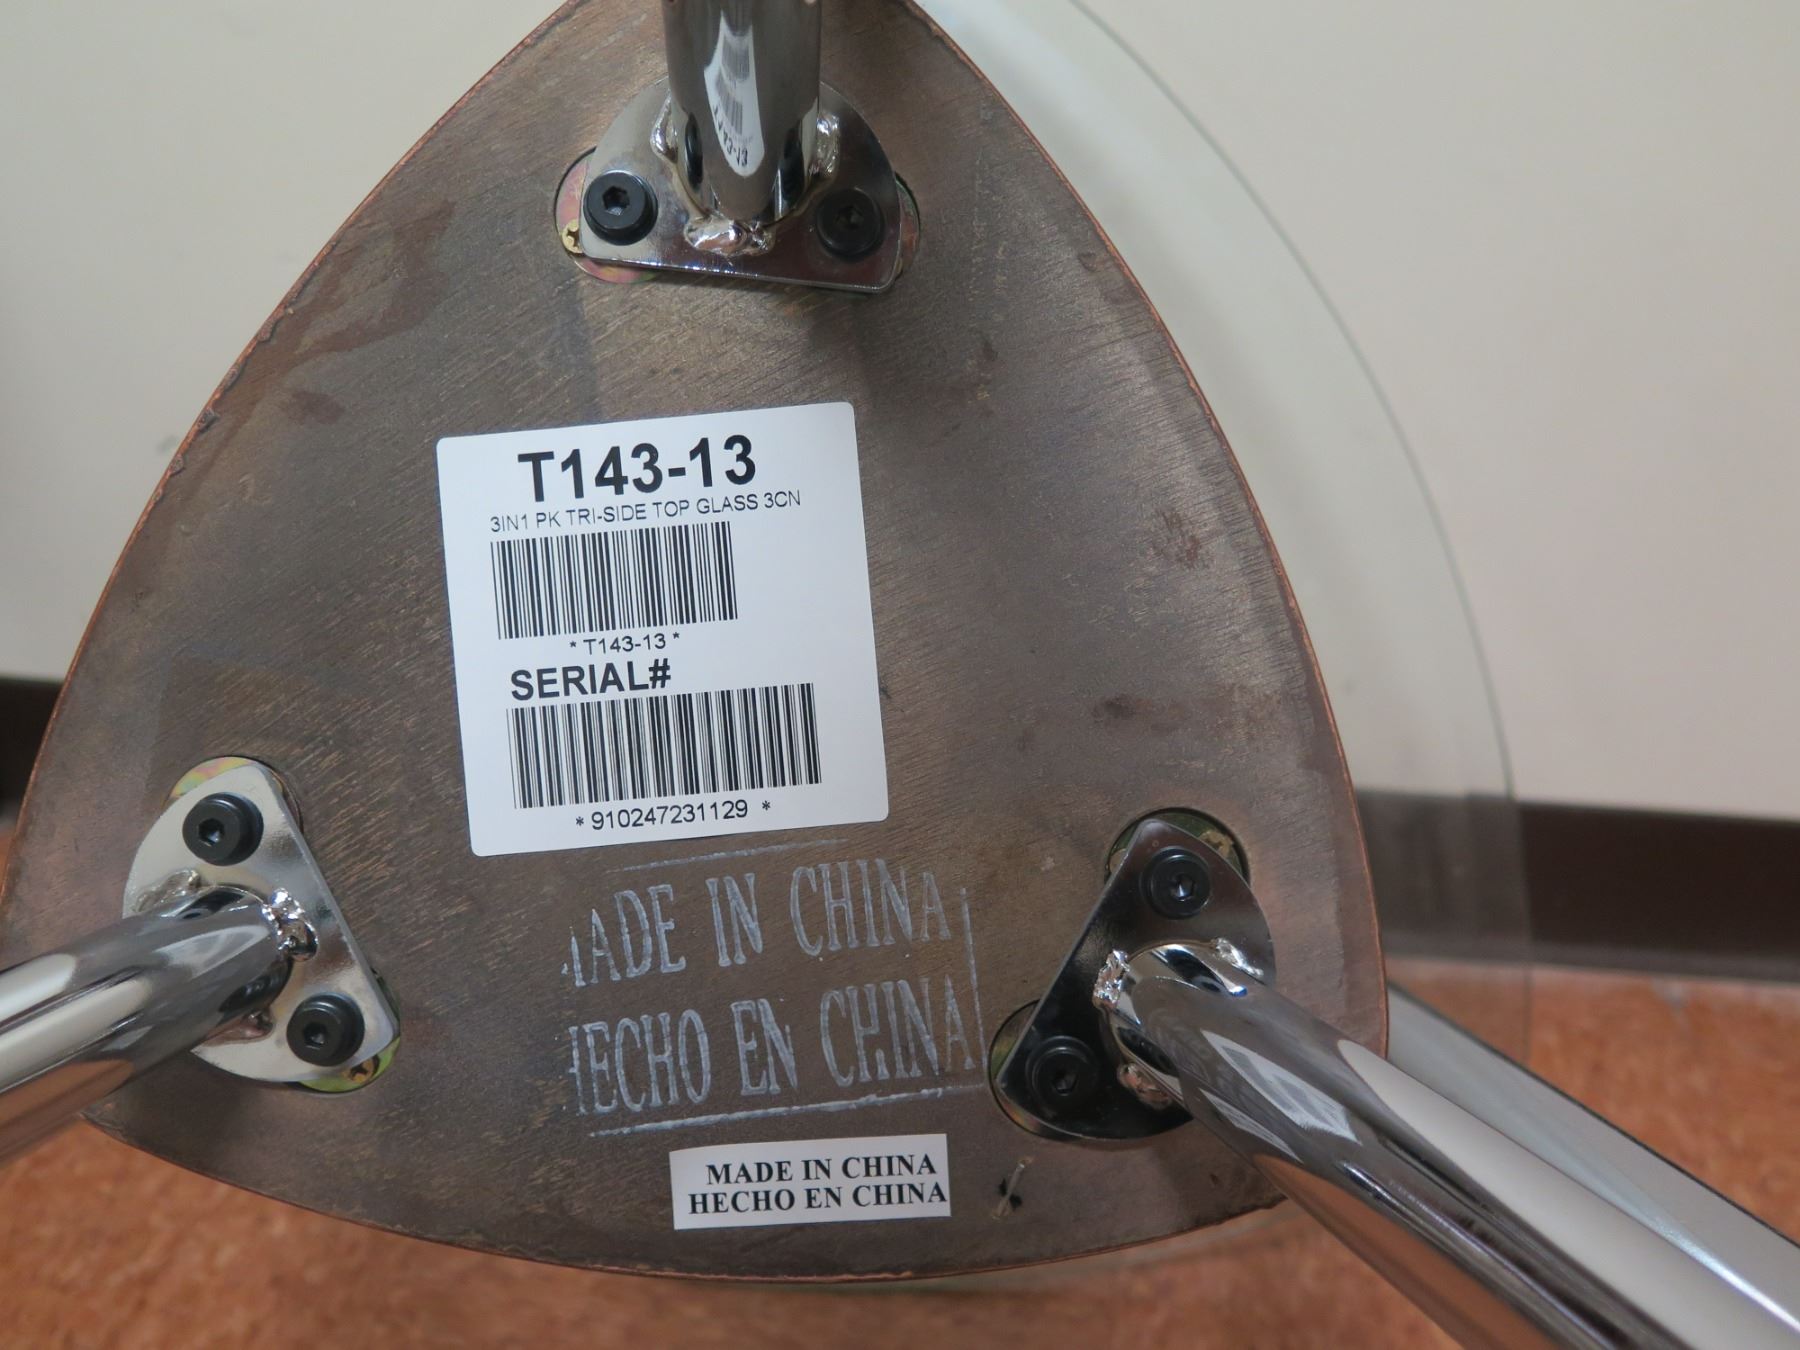 T143-13
3IN1 PK TRI-SIDE TOP GLASS 3CN
* T143-13 *
SERIAL#
* 910247231129 *
MADE IN CHINA
HECHO EN CHINA
MADE IN CHINA
HECHO EN CHINA